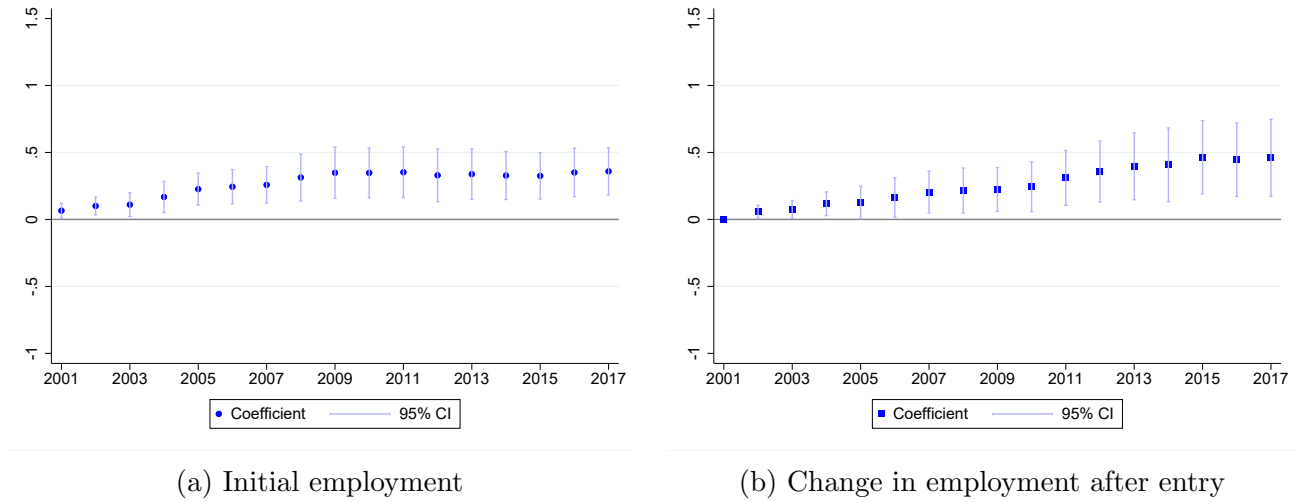 1.5
1
.5
0
-.5
-1
2001 2003 2005 2007 2009 2011 2013 2015 2017
Coefficient 95% CI
(a) Initial employment
1.5
1
.5
0
-.5
-1
2001 2003 2005 2007 2009 2011 2013 2015 2017
Coefficient 95% CI
(b) Change in employment after entry